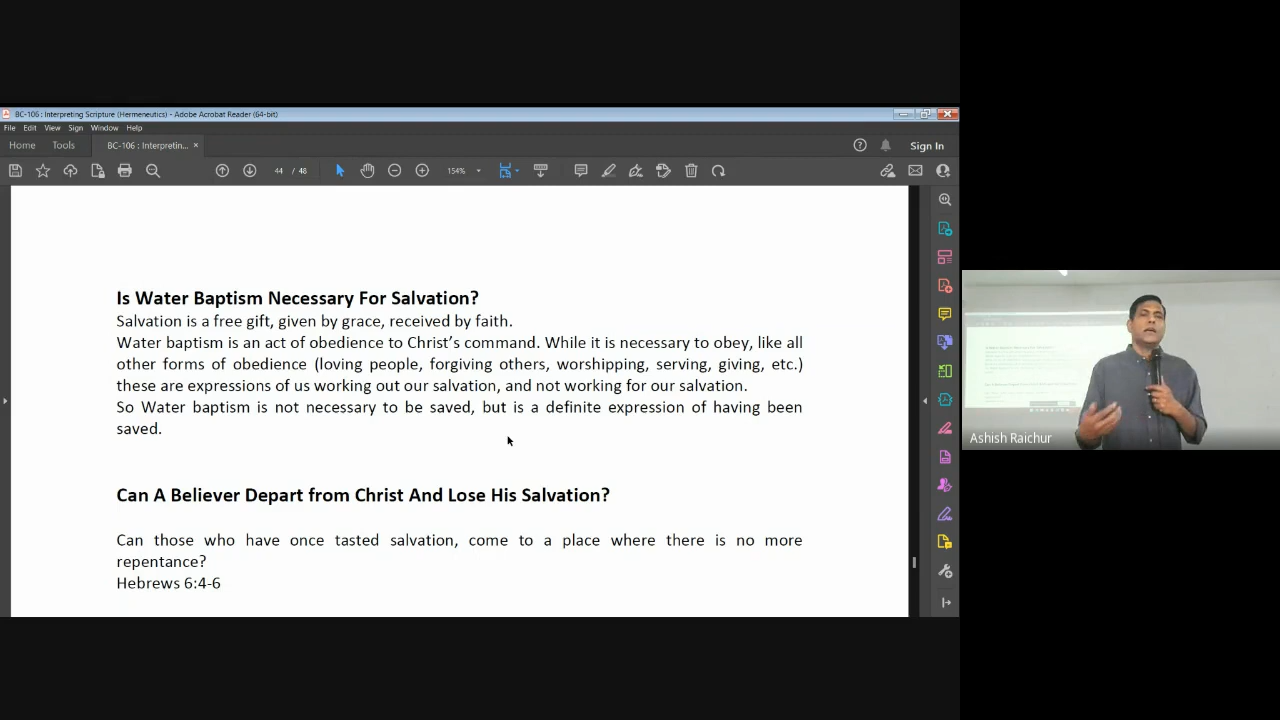 BC-106 : Interpreting Scripture (Hermeneutics) - Adobe Acrobat Reader (64-bit)
File Edit View Sign Window Help
Home Tools BC-106 : Interpretin... × Sign In
44 / 48 154%
Is Water Baptism Necessary For Salvation?
Salvation is a free gift, given by grace, received by faith.
Water baptism is an act of obedience to Christ's command. While it is necessary to obey, like all
other forms of obedience (loving people, forgiving others, worshipping, serving, giving, etc.)
these are expressions of us working out our salvation, and not working for our salvation.
So Water baptism is not necessary to be saved, but is a definite expression of having been
saved.
Can A Believer Depart from Christ And Lose His Salvation?
Can those who have once tasted salvation, come to a place where there is no more
repentance?
Hebrews 6:4-6
Ashish Raichur